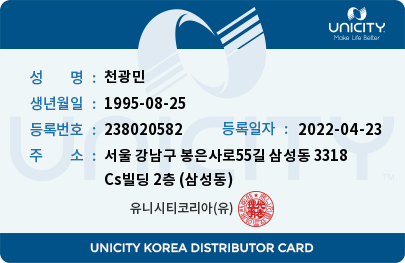 UNICITY
Make Life Better
성 명 : 천광민
생년월일 : 1995-08-25
등록번호 : 238020582 등록일자 : 2022-04-23
주 소 : 서울 강남구 봉은사로55길 삼성동 3318
Cs빌딩 2층 (삼성동)
유니시티코리아(유)
UNICITY
UNICITY KOREA DISTRIBUTOR CARD